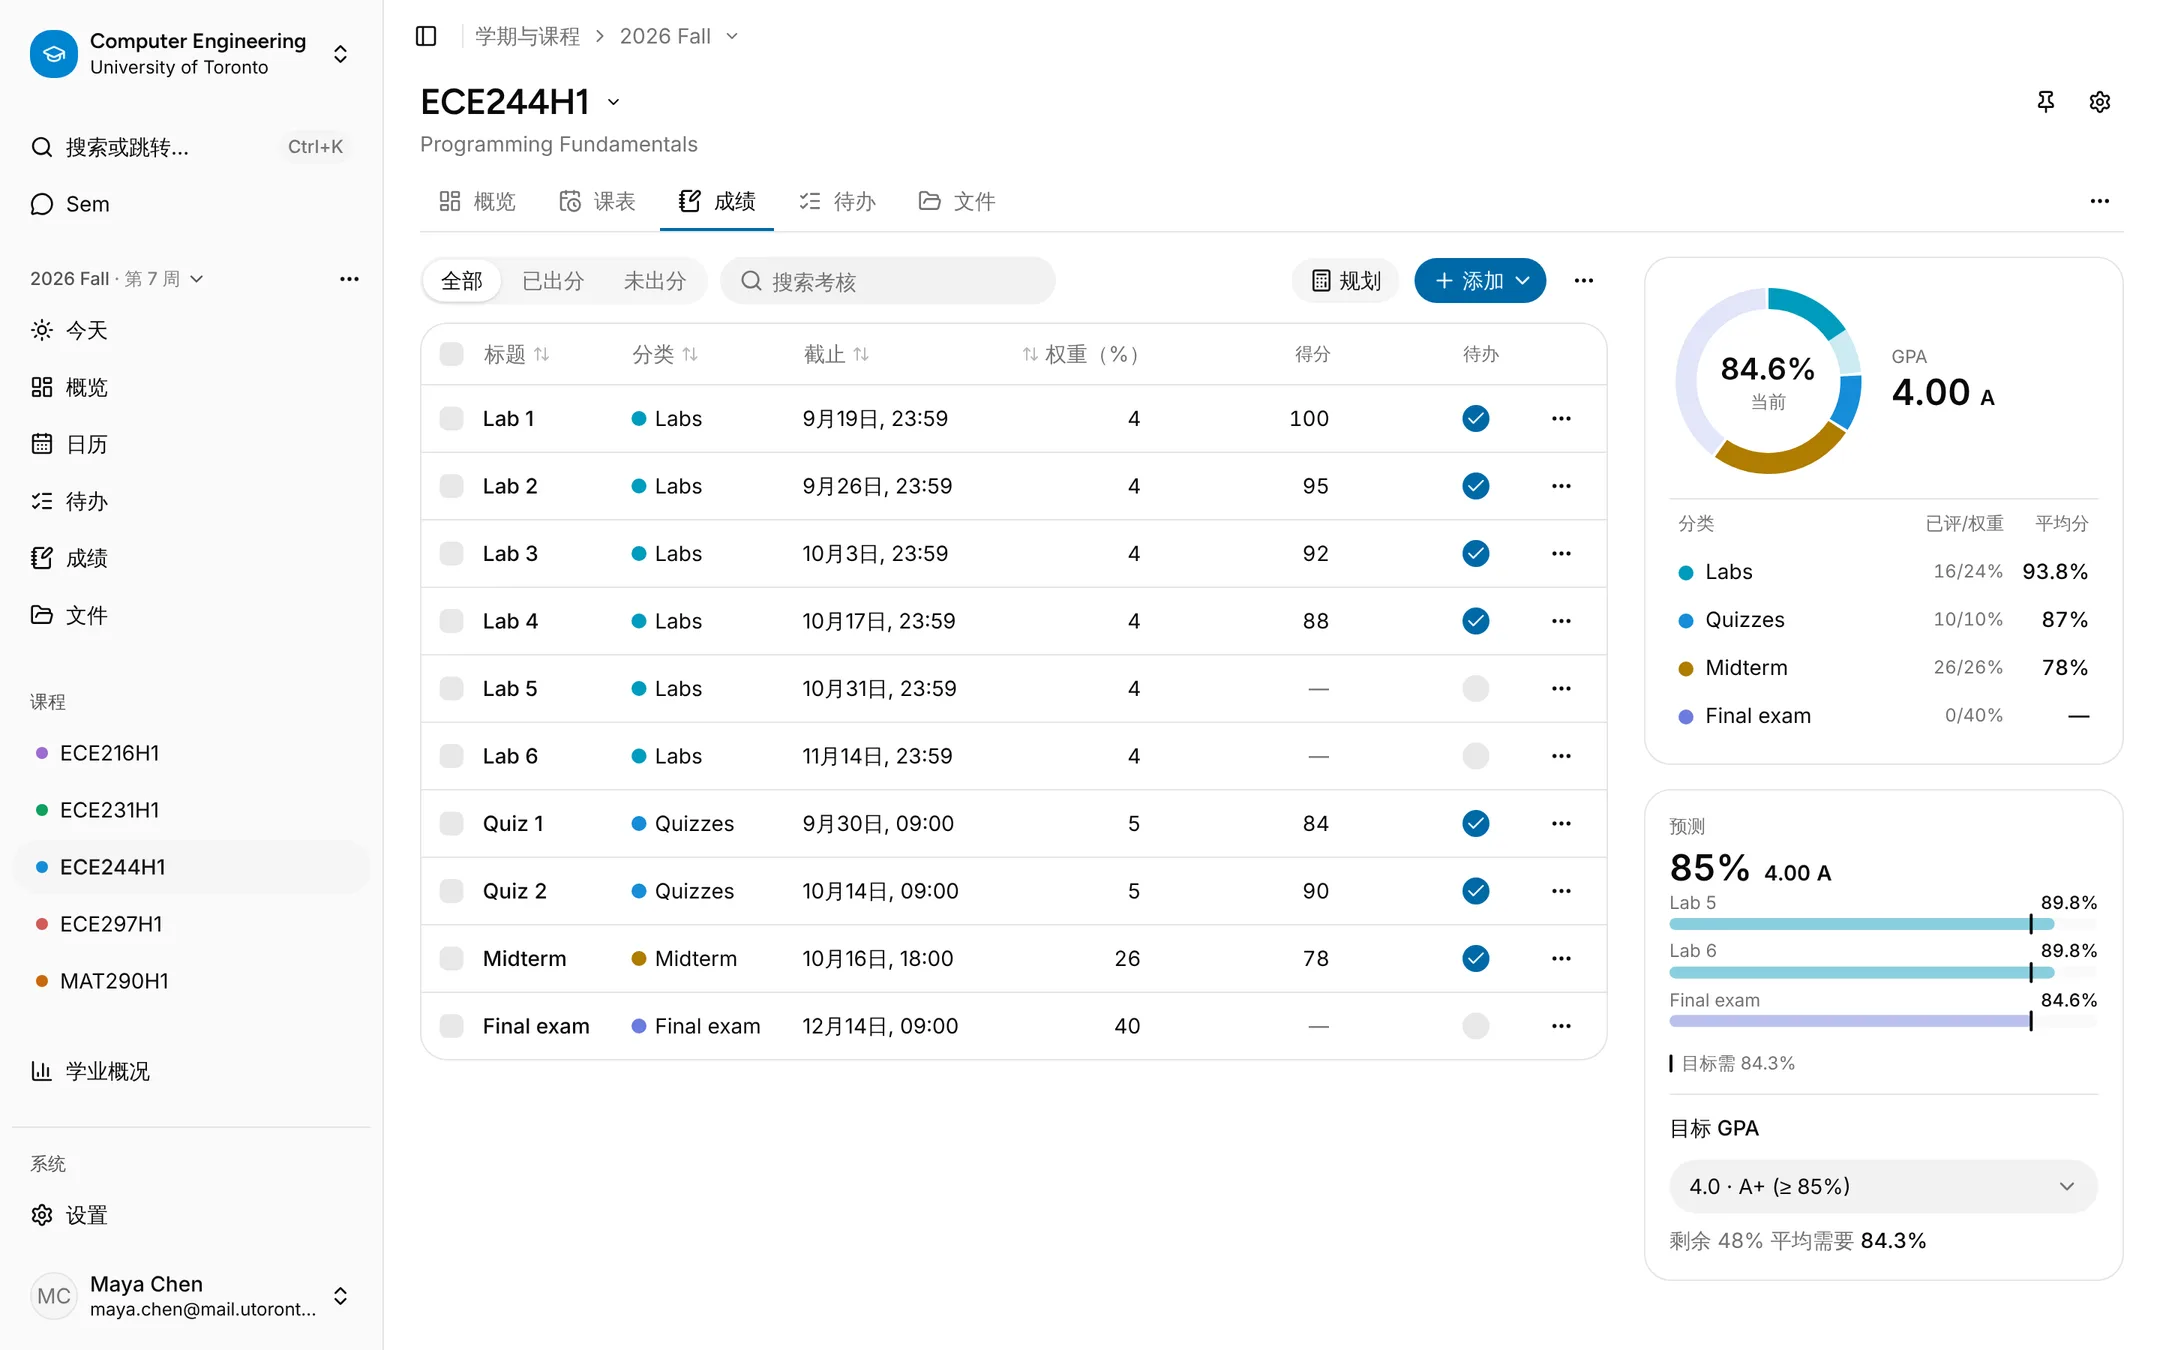 Computer Engineering
University of Toronto
搜索或跳转... Ctrl+K
Sem
2026 Fall · 第 7 周
今天
概览
日历
待办
成绩
文件
课程
ECE216H1
ECE231H1
ECE244H1
ECE297H1
MAT290H1
学业概况
系统
设置
MC
Maya Chen
maya.chen@mail.utoront...
学期与课程 > 2026 Fall
ECE244H1
Programming Fundamentals
概览 课表 成绩 待办 文件
全部 已出分 未出分 搜索考核 规划 + 添加
标题 分类 截止 权重（%） 得分 待办
Lab 1 Labs 9月19日, 23:59 4 100
Lab 2 Labs 9月26日, 23:59 4 95
Lab 3 Labs 10月3日, 23:59 4 92
Lab 4 Labs 10月17日, 23:59 4 88
Lab 5 Labs 10月31日, 23:59 4 —
Lab 6 Labs 11月14日, 23:59 4 —
Quiz 1 Quizzes 9月30日, 09:00 5 84
Quiz 2 Quizzes 10月14日, 09:00 5 90
Midterm Midterm 10月16日, 18:00 26 78
Final exam Final exam 12月14日, 09:00 40 —
84.6%
当前
GPA
4.00 A
分类 已评/权重 平均分
Labs 16/24% 93.8%
Quizzes 10/10% 87%
Midterm 26/26% 78%
Final exam 0/40% —
预测
85% 4.00 A
Lab 5 89.8%
Lab 6 89.8%
Final exam 84.6%
目标需 84.3%
目标 GPA
4.0 · A+ (≥ 85%)
剩余 48% 平均需要 84.3%